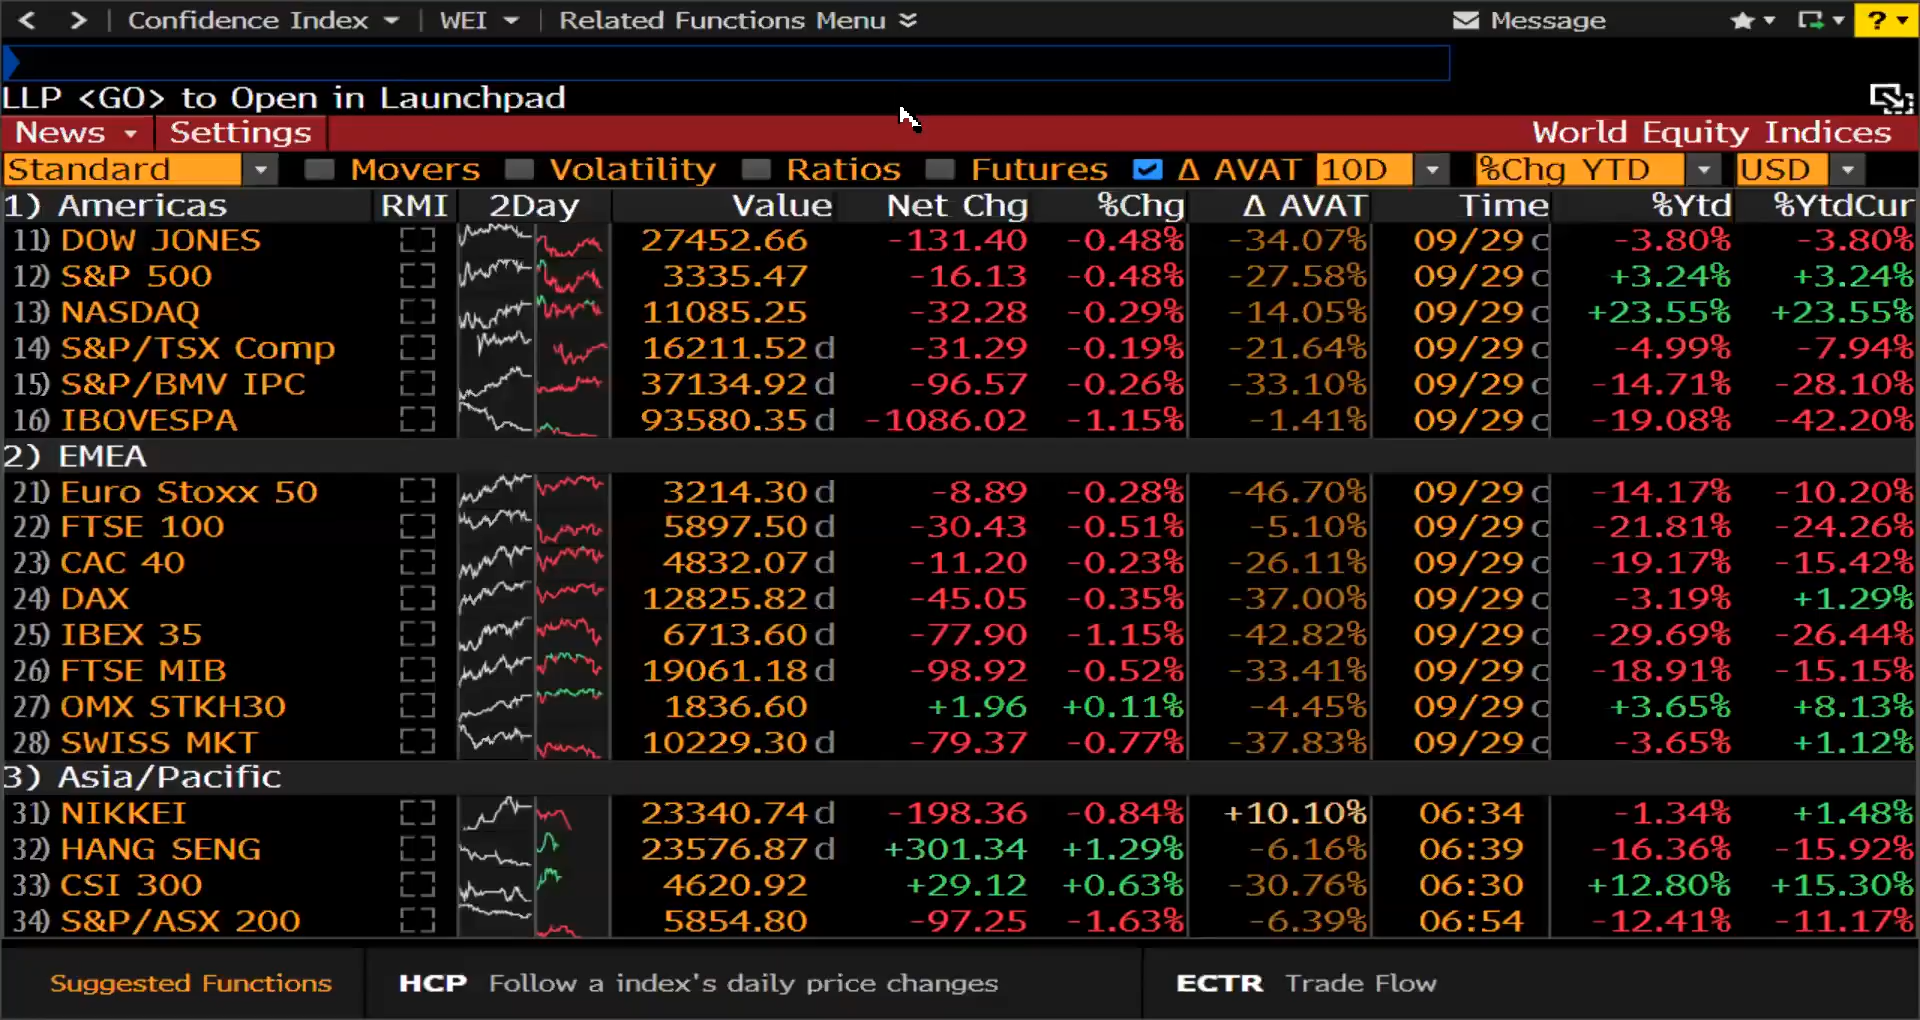 Confidence Index WEI Related Functions Menu Message ?
LLP <GO> to Open in Launchpad
News Settings World Equity Indices
Standard Movers Volatility Ratios Futures Δ AVAT 10D %Chg YTD USD
1) Americas RMI 2Day Value Net Chg %Chg Δ AVAT Time %Ytd %YtdCur
11) DOW JONES 27452.66 -131.40 -0.48% -34.07% 09/29 c -3.80% -3.80%
12) S&P 500 3335.47 -16.13 -0.48% -27.58% 09/29 c +3.24% +3.24%
13) NASDAQ 11085.25 -32.28 -0.29% -14.05% 09/29 c +23.55% +23.55%
14) S&P/TSX Comp 16211.52 d -31.29 -0.19% -21.64% 09/29 c -4.99% -7.94%
15) S&P/BMV IPC 37134.92 d -96.57 -0.26% -33.10% 09/29 c -14.71% -28.10%
16) IBOVESPA 93580.35 d -1086.02 -1.15% -1.41% 09/29 c -19.08% -42.20%
2) EMEA
21) Euro Stoxx 50 3214.30 d -8.89 -0.28% -46.70% 09/29 c -14.17% -10.20%
22) FTSE 100 5897.50 d -30.43 -0.51% -5.10% 09/29 c -21.81% -24.26%
23) CAC 40 4832.07 d -11.20 -0.23% -26.11% 09/29 c -19.17% -15.42%
24) DAX 12825.82 d -45.05 -0.35% -37.00% 09/29 c -3.19% +1.29%
25) IBEX 35 6713.60 d -77.90 -1.15% -42.82% 09/29 c -29.69% -26.44%
26) FTSE MIB 19061.18 d -98.92 -0.52% -33.41% 09/29 c -18.91% -15.15%
27) OMX STKH30 1836.60 +1.96 +0.11% -4.45% 09/29 c +3.65% +8.13%
28) SWISS MKT 10229.30 d -79.37 -0.77% -37.83% 09/29 c -3.65% +1.12%
3) Asia/Pacific
31) NIKKEI 23340.74 d -198.36 -0.84% +10.10% 06:34 -1.34% +1.48%
32) HANG SENG 23576.87 d +301.34 +1.29% -6.16% 06:39 -16.36% -15.92%
33) CSI 300 4620.92 +29.12 +0.63% -30.76% 06:30 +12.80% +15.30%
34) S&P/ASX 200 5854.80 -97.25 -1.63% -6.39% 06:54 -12.41% -11.17%
Suggested Functions HCP Follow a index's daily price changes ECTR Trade Flow